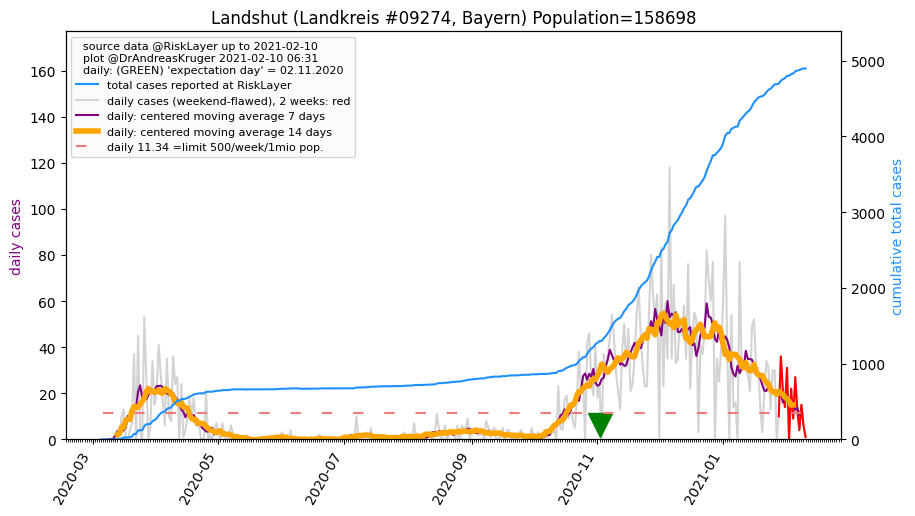 Landshut (Landkreis #09274, Bayern) Population=158698
source data @RiskLayer up to 2021-02-10
plot @DrAndreasKruger 2021-02-10 06:31
daily: (GREEN) 'expectation day' = 02.11.2020
total cases reported at RiskLayer
daily cases (weekend-flawed), 2 weeks: red
daily: centered moving average 7 days
daily: centered moving average 14 days
daily 11.34 =limit 500/week/1mio pop.
daily cases
160
140
120
100
80
60
40
20
0
cumulative total cases
5000
4000
3000
2000
1000
0
2020-03
2020-05
2020-07
2020-09
2020-11
2021-01